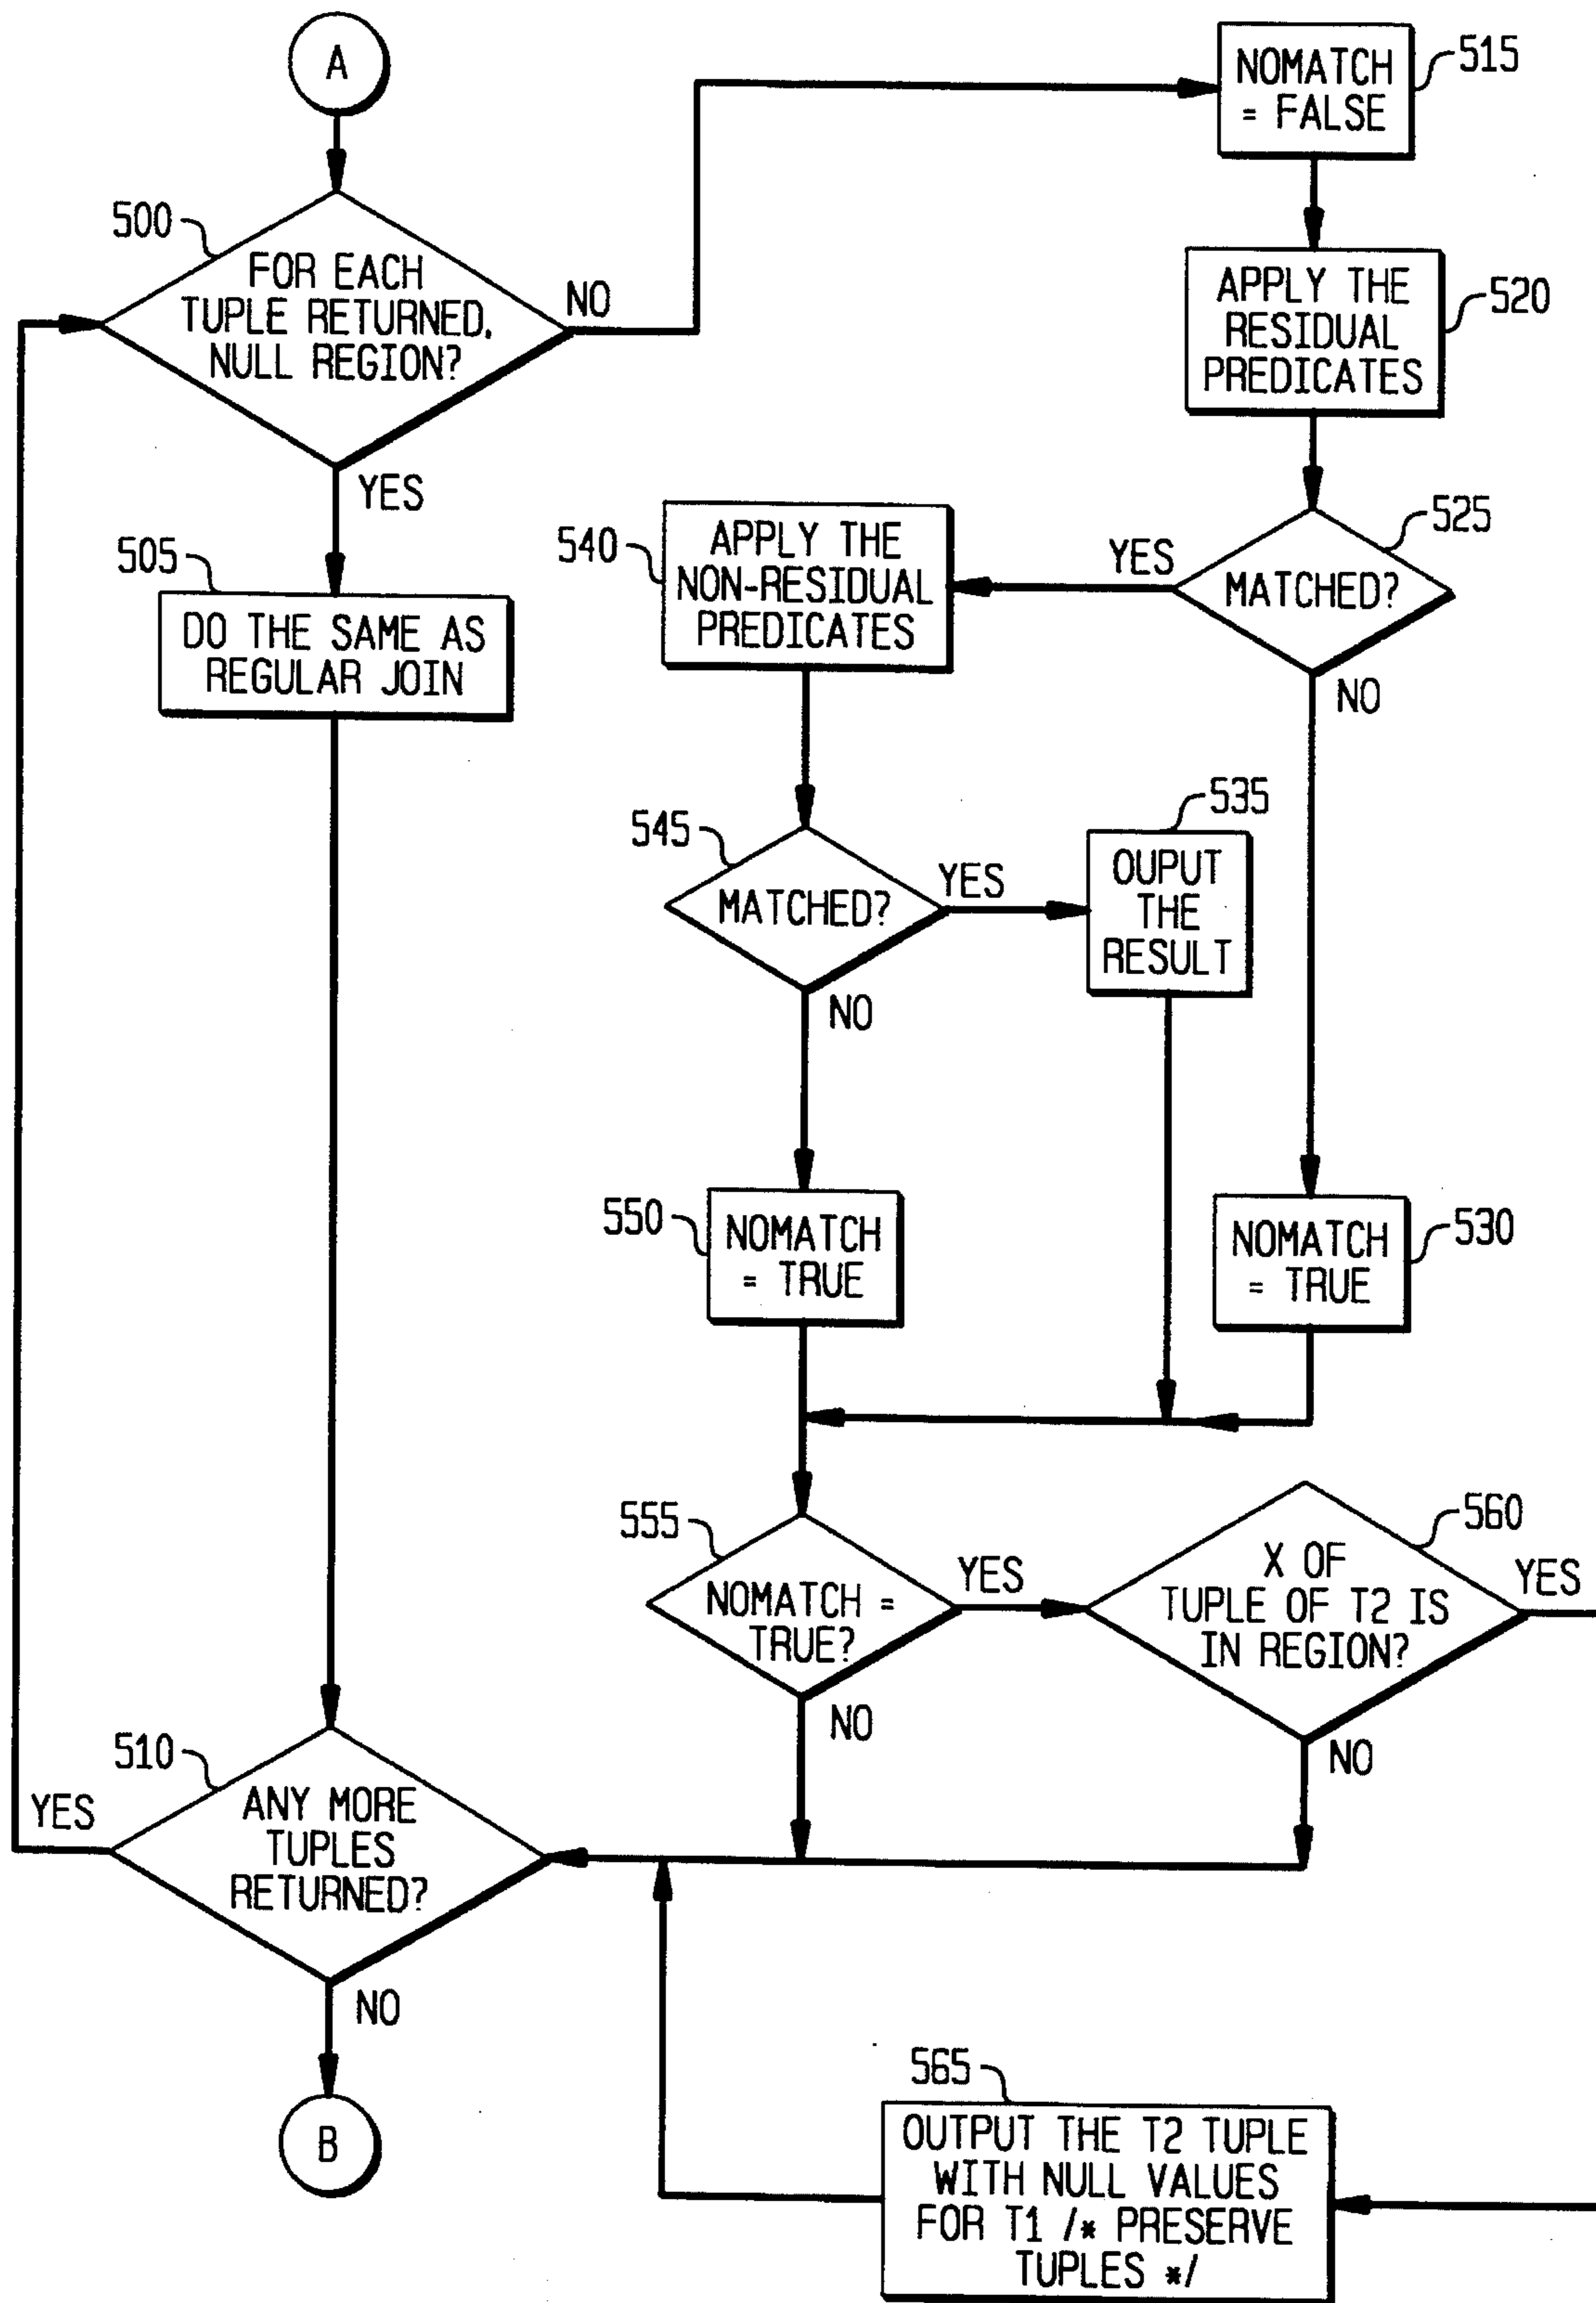 A
NOMATCH
= FALSE
515
500
FOR EACH
TUPLE RETURNED,
NULL REGION?
NO
YES
APPLY THE
RESIDUAL
PREDICATES
520
505
DO THE SAME AS
REGULAR JOIN
540
APPLY THE
NON-RESIDUAL
PREDICATES
YES
525
MATCHED?
NO
545
MATCHED?
YES
NO
535
OUPUT
THE
RESULT
550
NOMATCH
= TRUE
NOMATCH
= TRUE
530
555
NOMATCH =
TRUE?
YES
NO
560
X OF
TUPLE OF T2 IS
IN REGION?
YES
NO
510
YES
ANY MORE
TUPLES
RETURNED?
NO
B
565
OUTPUT THE T2 TUPLE
WITH NULL VALUES
FOR T1 /* PRESERVE
TUPLES */